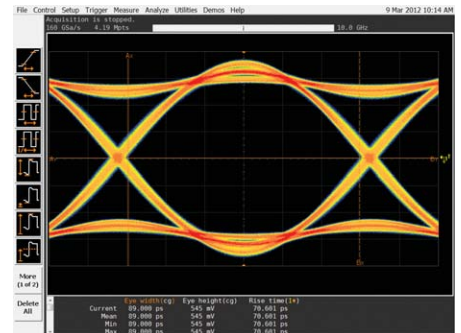 File Control Setup Trigger Measure Analyze Utilities Demos Help 9 Mar 2012 10:14 AM
Acquisition is stopped.
160 GSa/s 4.19 Mpts 10.0 GHz
More
(1 of 2)
Delete
All
Eye width(cg) Eye height(cg) Rise time(1*)
Current 89.000 ps 545 mV 70.601 ps
Mean 89.000 ps 545 mV 70.601 ps
Min 89.000 ps 545 mV 70.601 ps
Max 89.000 ps 545 mV 70.601 ps